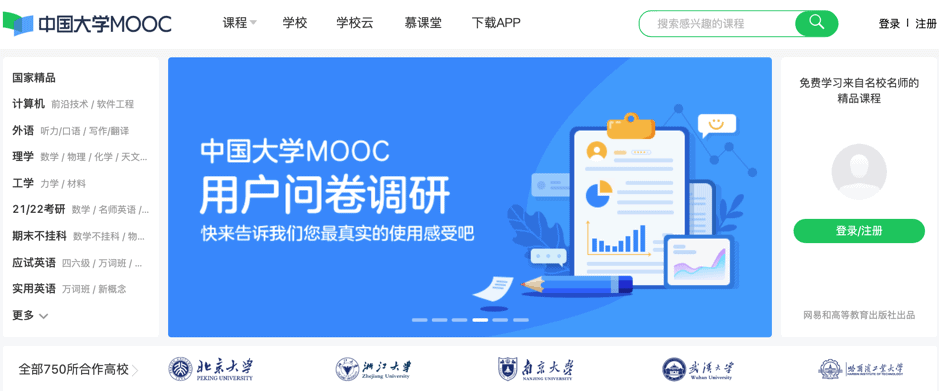 中国大学MOOC
课程 学校 学校云 慕课堂 下载APP
搜索感兴趣的课程
登录 | 注册
国家精品
计算机 前沿技术 / 软件工程
外语 听力/口语 / 写作/翻译
理学 数学 / 物理 / 化学 / 天文...
工学 力学 / 材料
21/22考研 数学 / 名师英语 /...
期末不挂科 数学不挂科 / 物...
应试英语 四六级 / 万词班 / ...
实用英语 万词班 / 新概念
更多
中国大学MOOC
用户问卷调研
快来告诉我们您最真实的使用感受吧
免费学习来自名校名师的
精品课程
登录/注册
网易和高等教育出版社出品
全部750所合作高校
北京大学
PEKING UNIVERSITY
浙江大学
Zhejiang University
南京大学
NANJING UNIVERSITY
武汉大学
Wuhan University
哈爾濱工業大學
HARBIN INSTITUTE OF TECHNOLOGY